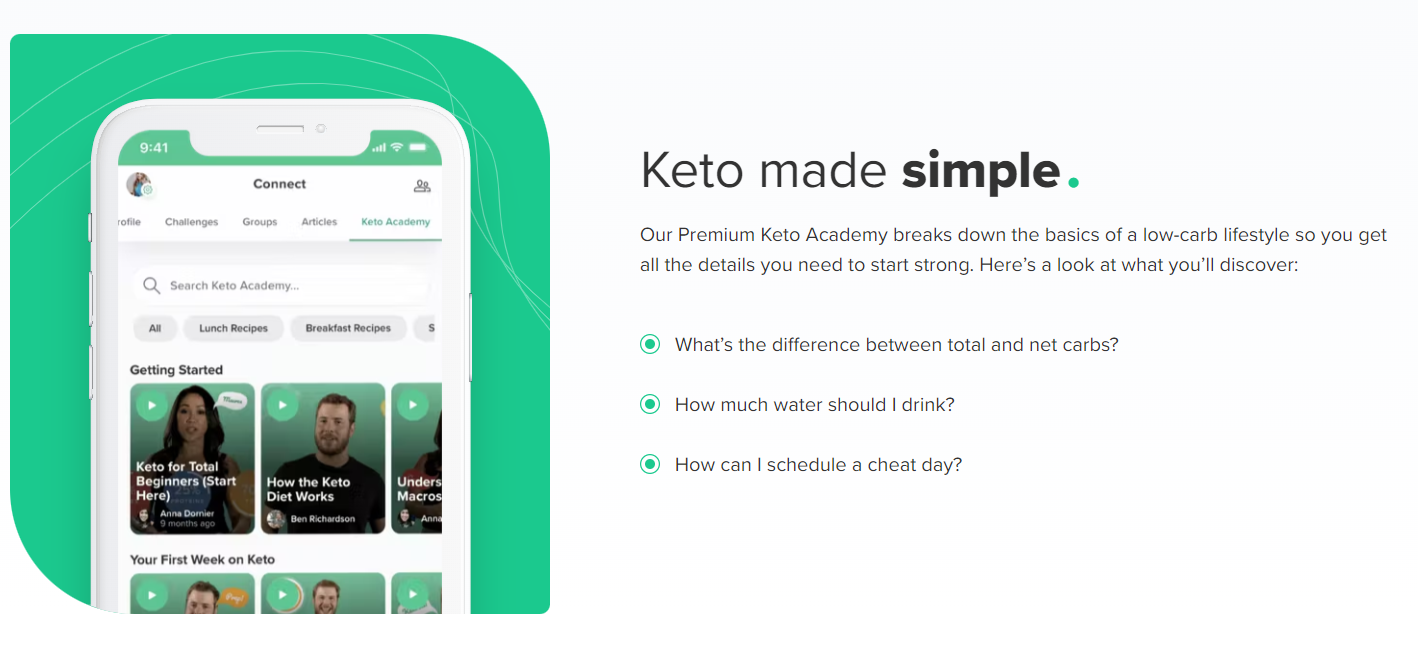 9:41
Connect
rofile Challenges Groups Articles Keto Academy
Search Keto Academy...
All Lunch Recipes Breakfast Recipes S
Getting Started
Keto for Total
Beginners (Start
Here)
Anna Dornier
9 months ago
How the Keto
Diet Works
Ben Richardson
Unders
Macros
Anna
Your First Week on Keto
Keto made simple.
Our Premium Keto Academy breaks down the basics of a low-carb lifestyle so you get
all the details you need to start strong. Here’s a look at what you’ll discover:
What’s the difference between total and net carbs?
How much water should I drink?
How can I schedule a cheat day?